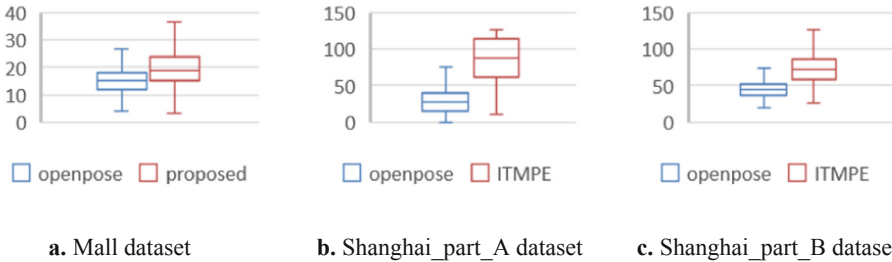 40
30
20
10
0
openpose proposed
a. Mall dataset
150
100
50
0
openpose ITMPE
b. Shanghai_part_A dataset
150
100
50
0
openpose ITMPE
c. Shanghai_part_B datase